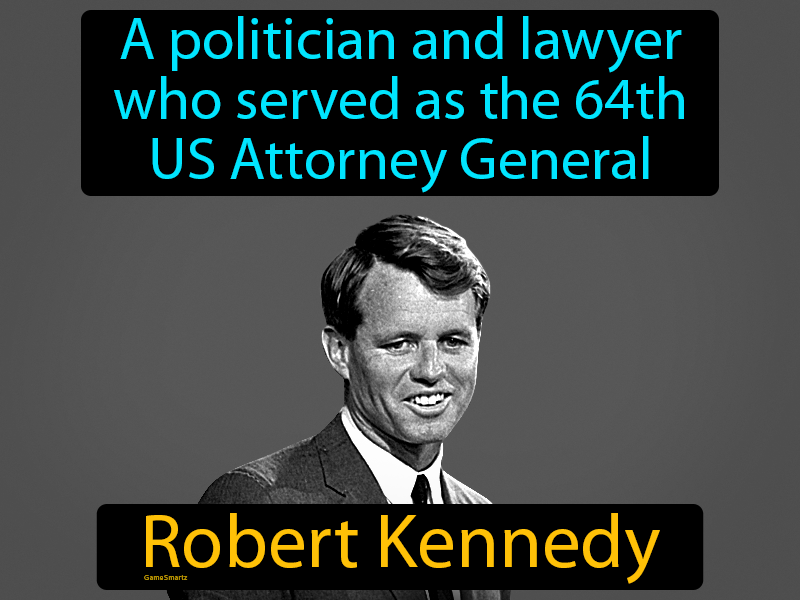 A politician and lawyer
who served as the 64th
US Attorney General
Robert Kennedy
GameSmartz